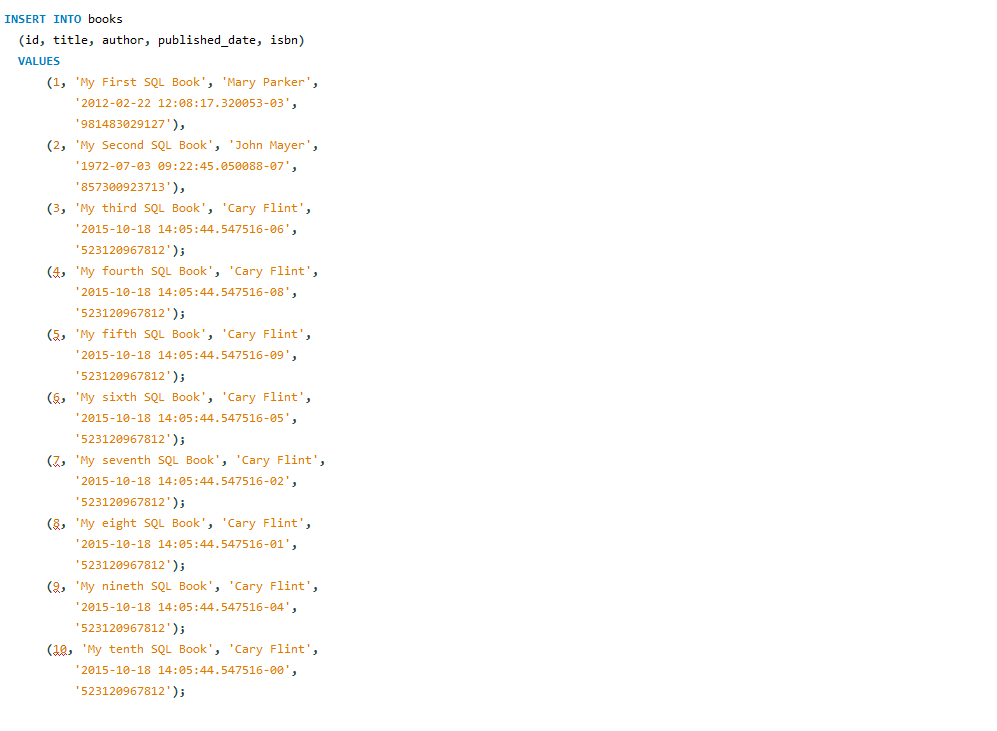 INSERT INTO books
(id, title, author, published_date, isbn)
VALUES
(1, 'My First SQL Book', 'Mary Parker',
'2012-02-22 12:08:17.320053-03',
'981483029127'),
(2, 'My Second SQL Book', 'John Mayer',
'1972-07-03 09:22:45.050088-07',
'857300923713'),
(3, 'My third SQL Book', 'Cary Flint',
'2015-10-18 14:05:44.547516-06',
'523120967812');
(4, 'My fourth SQL Book', 'Cary Flint',
'2015-10-18 14:05:44.547516-08',
'523120967812');
(5, 'My fifth SQL Book', 'Cary Flint',
'2015-10-18 14:05:44.547516-09',
'523120967812');
(6, 'My sixth SQL Book', 'Cary Flint',
'2015-10-18 14:05:44.547516-05',
'523120967812');
(7, 'My seventh SQL Book', 'Cary Flint',
'2015-10-18 14:05:44.547516-02',
'523120967812');
(8, 'My eight SQL Book', 'Cary Flint',
'2015-10-18 14:05:44.547516-01',
'523120967812');
(9, 'My nineth SQL Book', 'Cary Flint',
'2015-10-18 14:05:44.547516-04',
'523120967812');
(10, 'My tenth SQL Book', 'Cary Flint',
'2015-10-18 14:05:44.547516-00',
'523120967812');